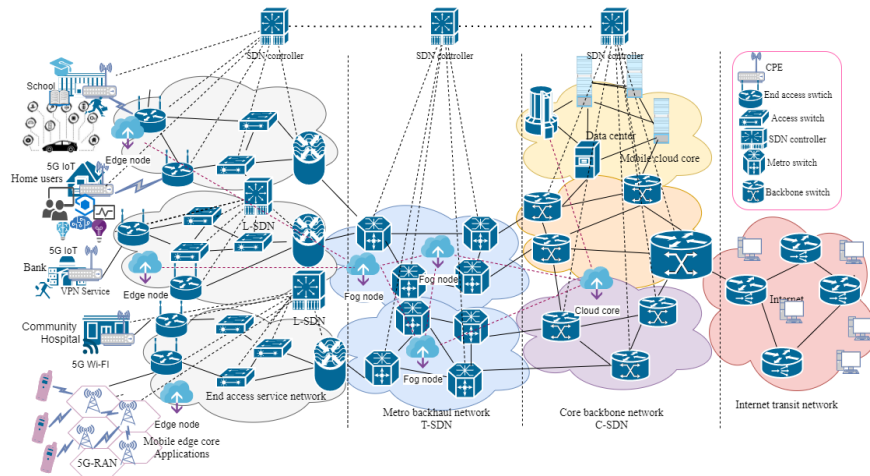 SDN controller
SDN controller
SDN controller
School
CPE
End access swtich
Access switch
SDN controller
Metro switch
Backbone switch
Edge node
Data center
Mobile cloud core
5G IoT
Home users
L-SDN
5G IoT
Bank
VPN Service
Edge node
Fog node
Fog node
Internet
L-SDN
Cloud core
Community
Hospital
5G Wi-FI
Fog node
End access service network
Edge node
Metro backhaul network
T-SDN
Core backbone network
C-SDN
Internet transit network
Mobile edge core
Applications
5G-RAN